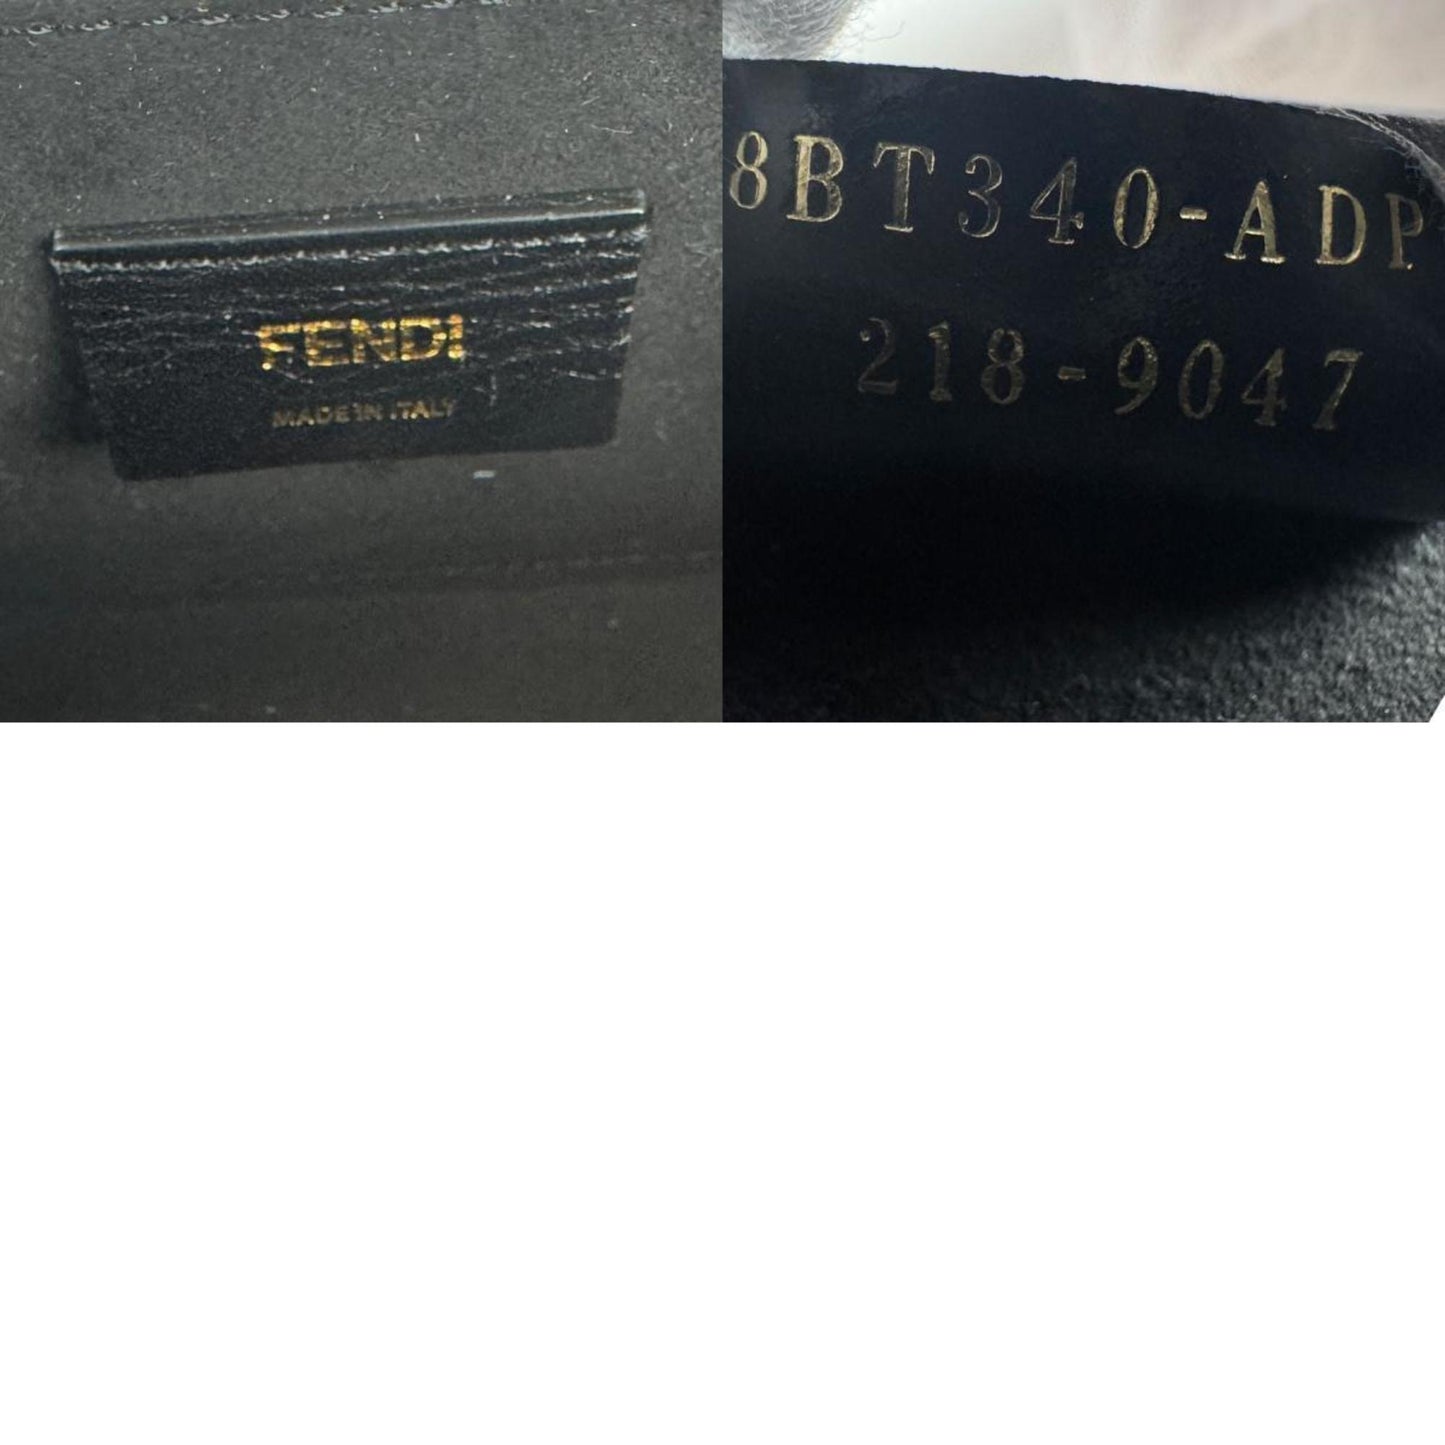 FENDI
MADE IN ITALY
8BT340-ADP
218-9047